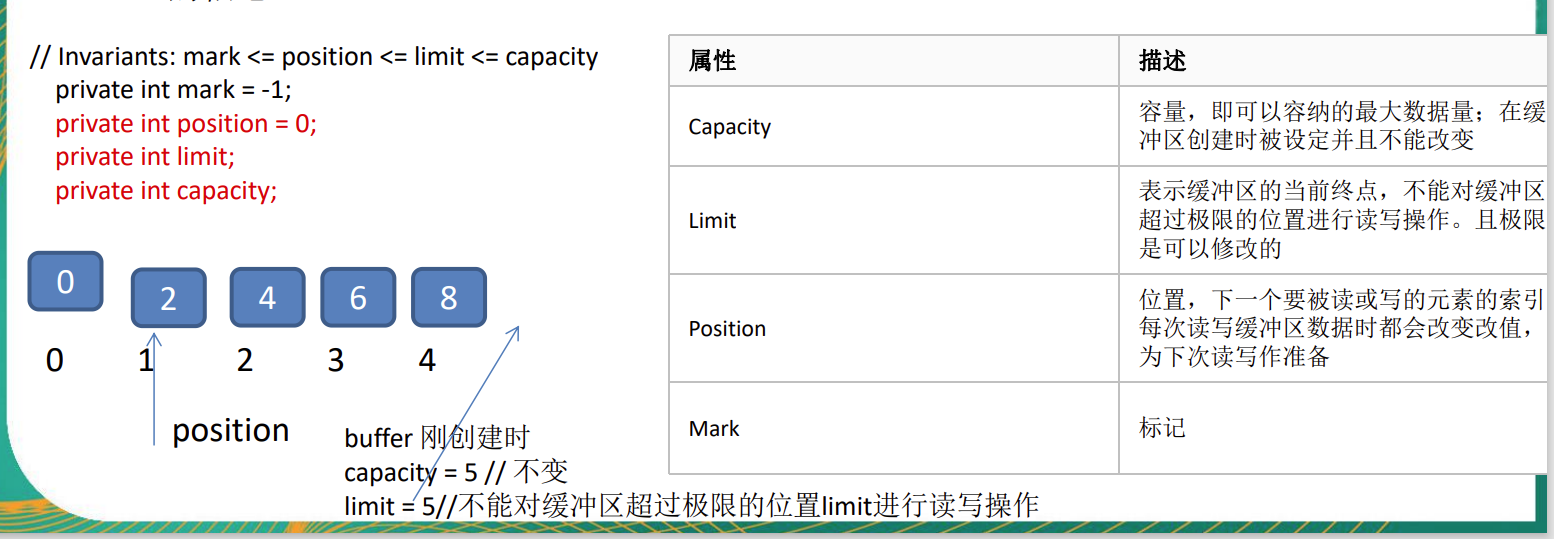 // Invariants: mark <= position <= limit <= capacity
private int mark = -1;
private int position = 0;
private int limit;
private int capacity;
0
2
4
6
8
0
1
2
3
4
position
buffer 刚创建时
capacity = 5 // 不变
limit = 5//不能对缓冲区超过极限的位置limit进行读写操作
属性
描述
Capacity
容量，即可以容纳的最大数据量；在缓
冲区创建时被设定并且不能改变
Limit
表示缓冲区的当前终点，不能对缓冲区
超过极限的位置进行读写操作。且极限
是可以修改的
Position
位置，下一个要被读或写的元素的索引
每次读写缓冲区数据时都会改变改值，
为下次读写作准备
Mark
标记